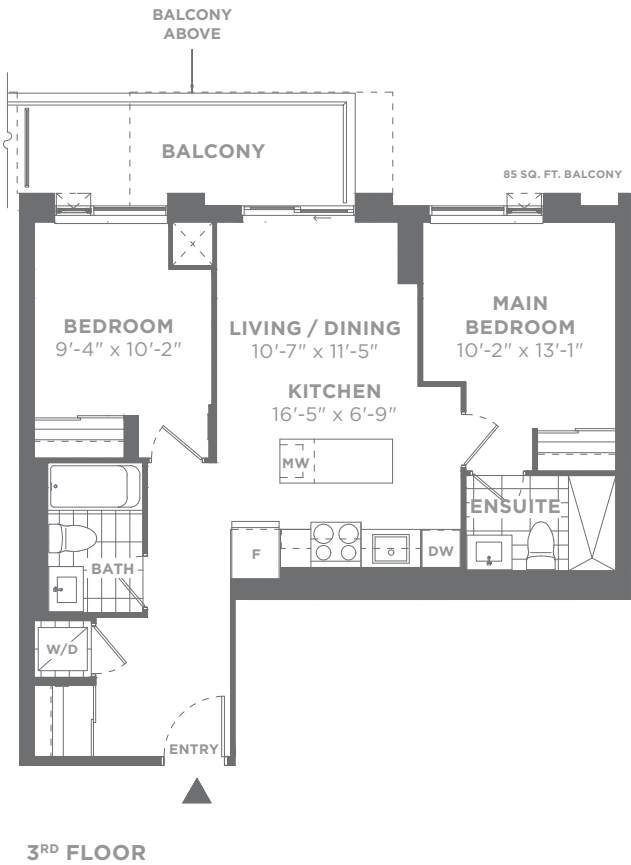 BALCONY
ABOVE
BALCONY
85 SQ. FT. BALCONY
BEDROOM
9'-4" x 10'-2"
LIVING / DINING
10'-7" x 11'-5"
MAIN
BEDROOM
10'-2" x 13'-1"
KITCHEN
16'-5" x 6'-9"
MW
ENSUITE
F
DW
BATH
W/D
ENTRY
3RD FLOOR